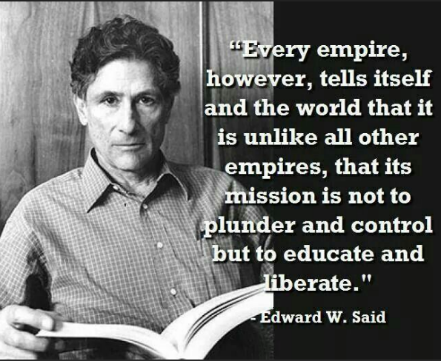 “Every empire,
however, tells itself
and the world that it
is unlike all other
empires, that its
mission is not to
plunder and control
but to educate and
liberate."
- Edward W. Said